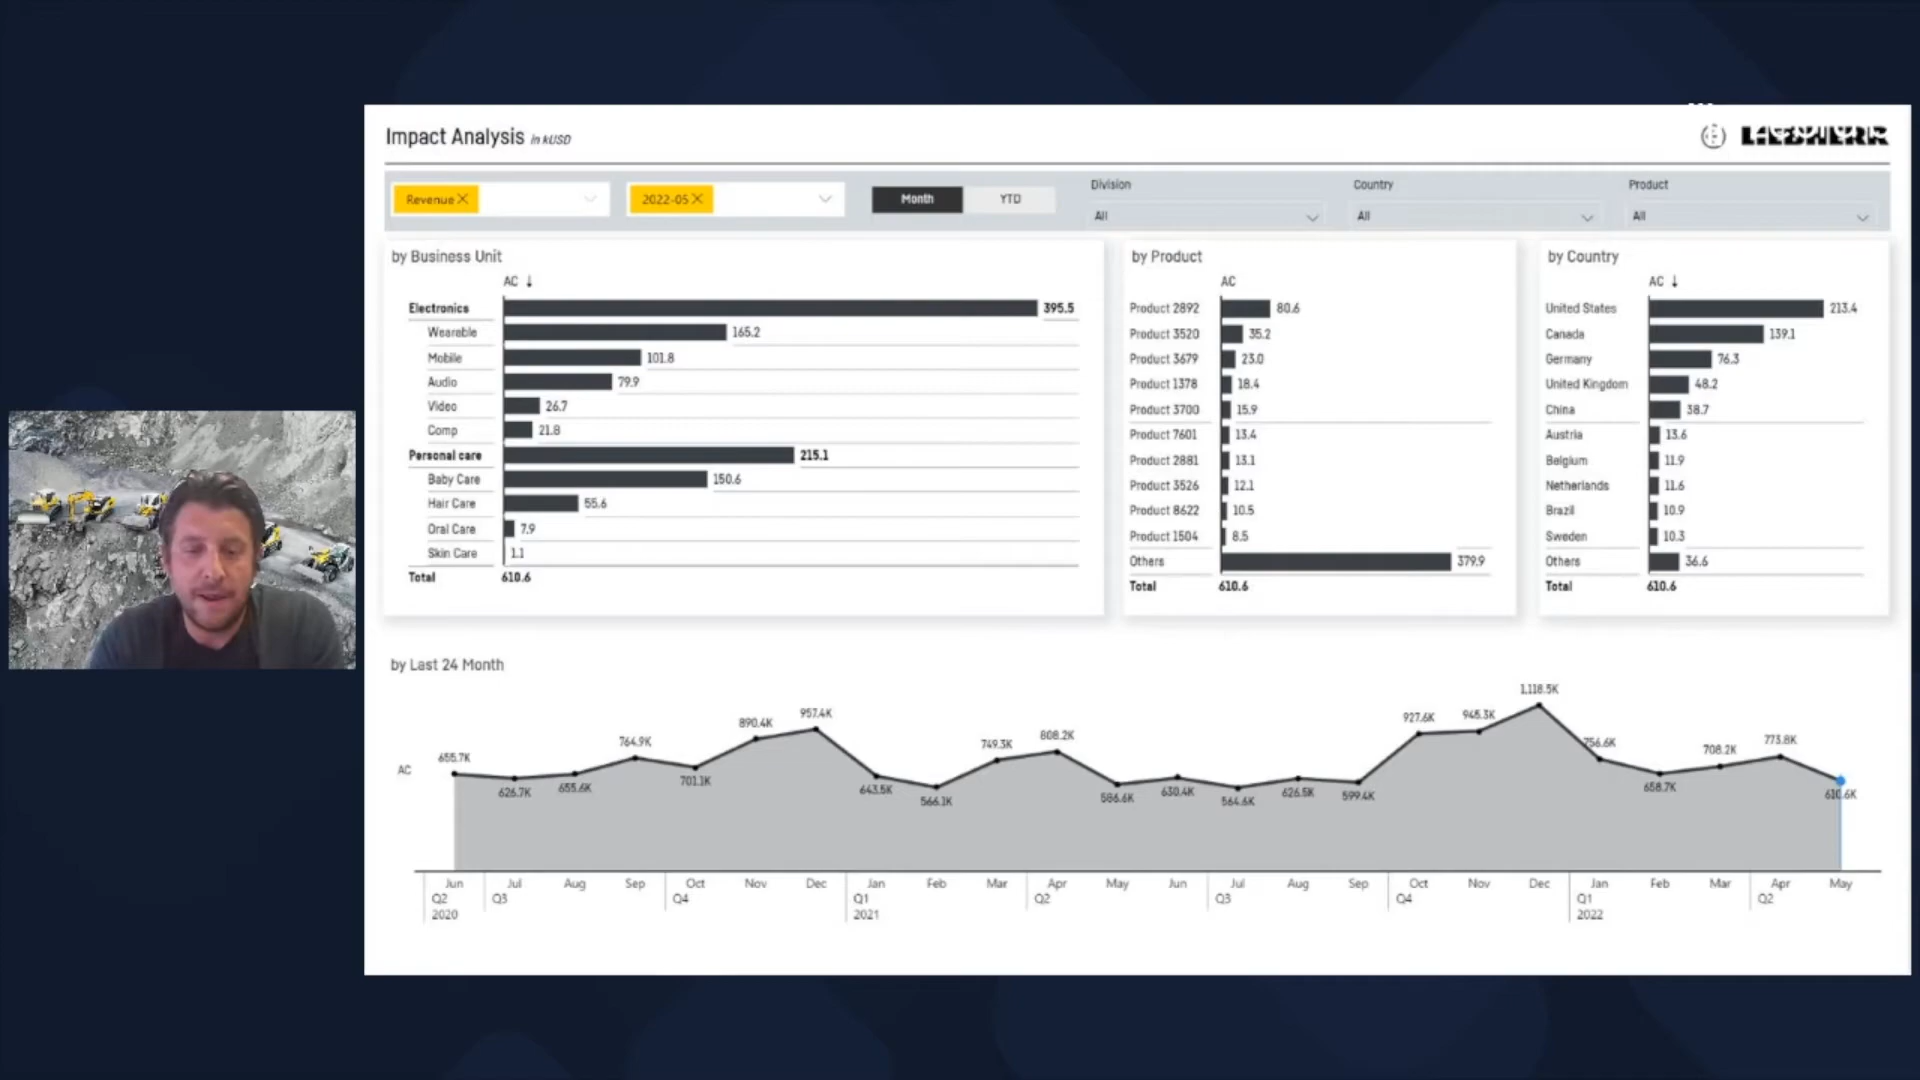 Impact Analysis in kUSD
LIEBHERR
Revenue
2022-05
Month
YTD
Division
All
Country
All
Product
All
by Business Unit
AC ↓
Electronics 395.5
Wearable 165.2
Mobile 101.8
Audio 79.9
Video 26.7
Comp 21.8
Personal care 215.1
Baby Care 150.6
Hair Care 55.6
Oral Care 7.9
Skin Care 1.1
Total 610.6
by Product
AC
Product 2892 80.6
Product 3520 35.2
Product 3679 23.0
Product 1378 18.4
Product 3700 15.9
Product 7601 13.4
Product 2881 13.1
Product 3526 12.1
Product 8622 10.5
Product 1504 8.5
Others 379.9
Total 610.6
by Country
AC ↓
United States 213.4
Canada 139.1
Germany 76.3
United Kingdom 48.2
China 38.7
Austria 13.6
Belgium 11.9
Netherlands 11.6
Brazil 10.9
Sweden 10.3
Others 36.6
Total 610.6
by Last 24 Month
AC
655.7K 626.7K 655.6K 764.9K 701.1K 890.4K 957.4K 643.5K 566.1K 749.3K 808.2K 586.6K 630.4K 564.6K 626.5K 599.4K 927.6K 945.3K 1,118.5K 756.6K 658.7K 708.2K 773.8K 610.6K
Jun Jul Aug Sep Oct Nov Dec Jan Feb Mar Apr May Jun Jul Aug Sep Oct Nov Dec Jan Feb Mar Apr May
Q2 Q3 Q4 Q1 Q2 Q3 Q4 Q1 Q2
2020 2021 2022